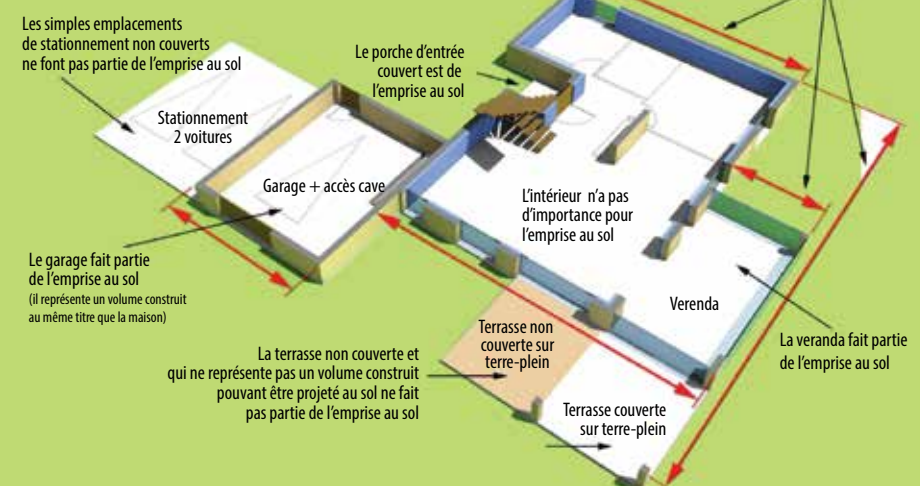 Les simples emplacements
de stationnement non couverts
ne font pas partie de l'emprise au sol
Le porche d'entrée
couvert est de
l'emprise au sol
Stationnement
2 voitures
Garage + accès cave
L'intérieur n'a pas
d'importance pour
l'emprise au sol
Le garage fait partie
de l'emprise au sol
(il représente un volume construit
au même titre que la maison)
Verenda
La veranda fait partie
de l'emprise au sol
Terrasse non
couverte sur
terre-plein
La terrasse non couverte et
qui ne représente pas un volume construit
pouvant être projeté au sol ne fait
pas partie de l'emprise au sol
Terrasse couverte
sur terre-plein